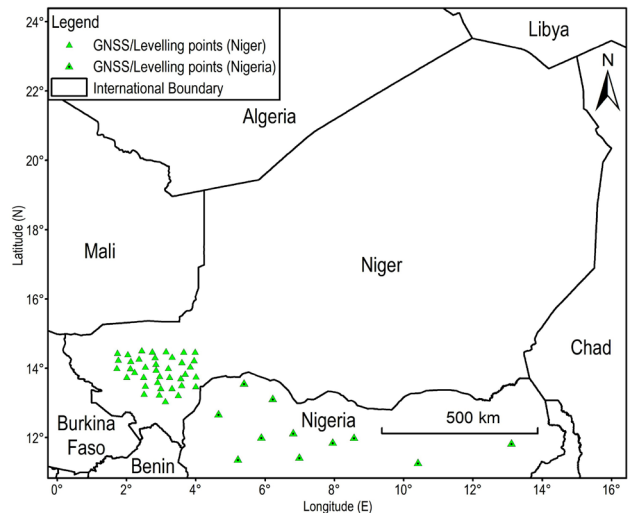 24°
22°
20°
18°
16°
14°
12°
Latitude (N)
Legend
GNSS/Levelling points (Niger)
GNSS/Levelling points (Nigeria)
International Boundary
Libya
N
Algeria
Mali
Niger
Chad
Burkina
Faso
Benin
Nigeria
500 km
0°
2°
4°
6°
8°
10°
12°
14°
16°
Longitude (E)